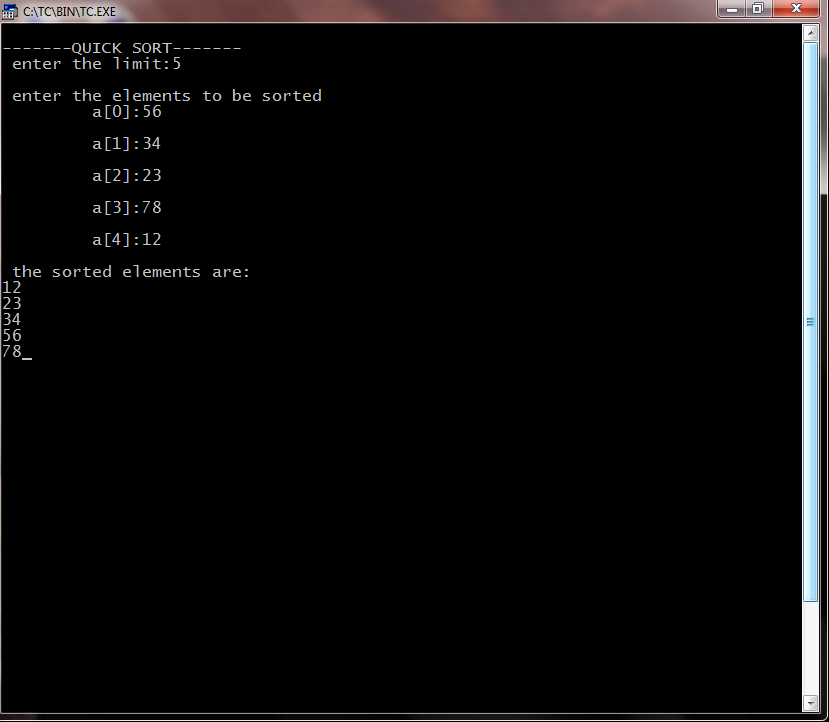 C:\TC\BIN\TC.EXE
-------QUICK SORT-------
enter the limit:5
enter the elements to be sorted
a[0]:56
a[1]:34
a[2]:23
a[3]:78
a[4]:12
the sorted elements are:
12
23
34
56
78_